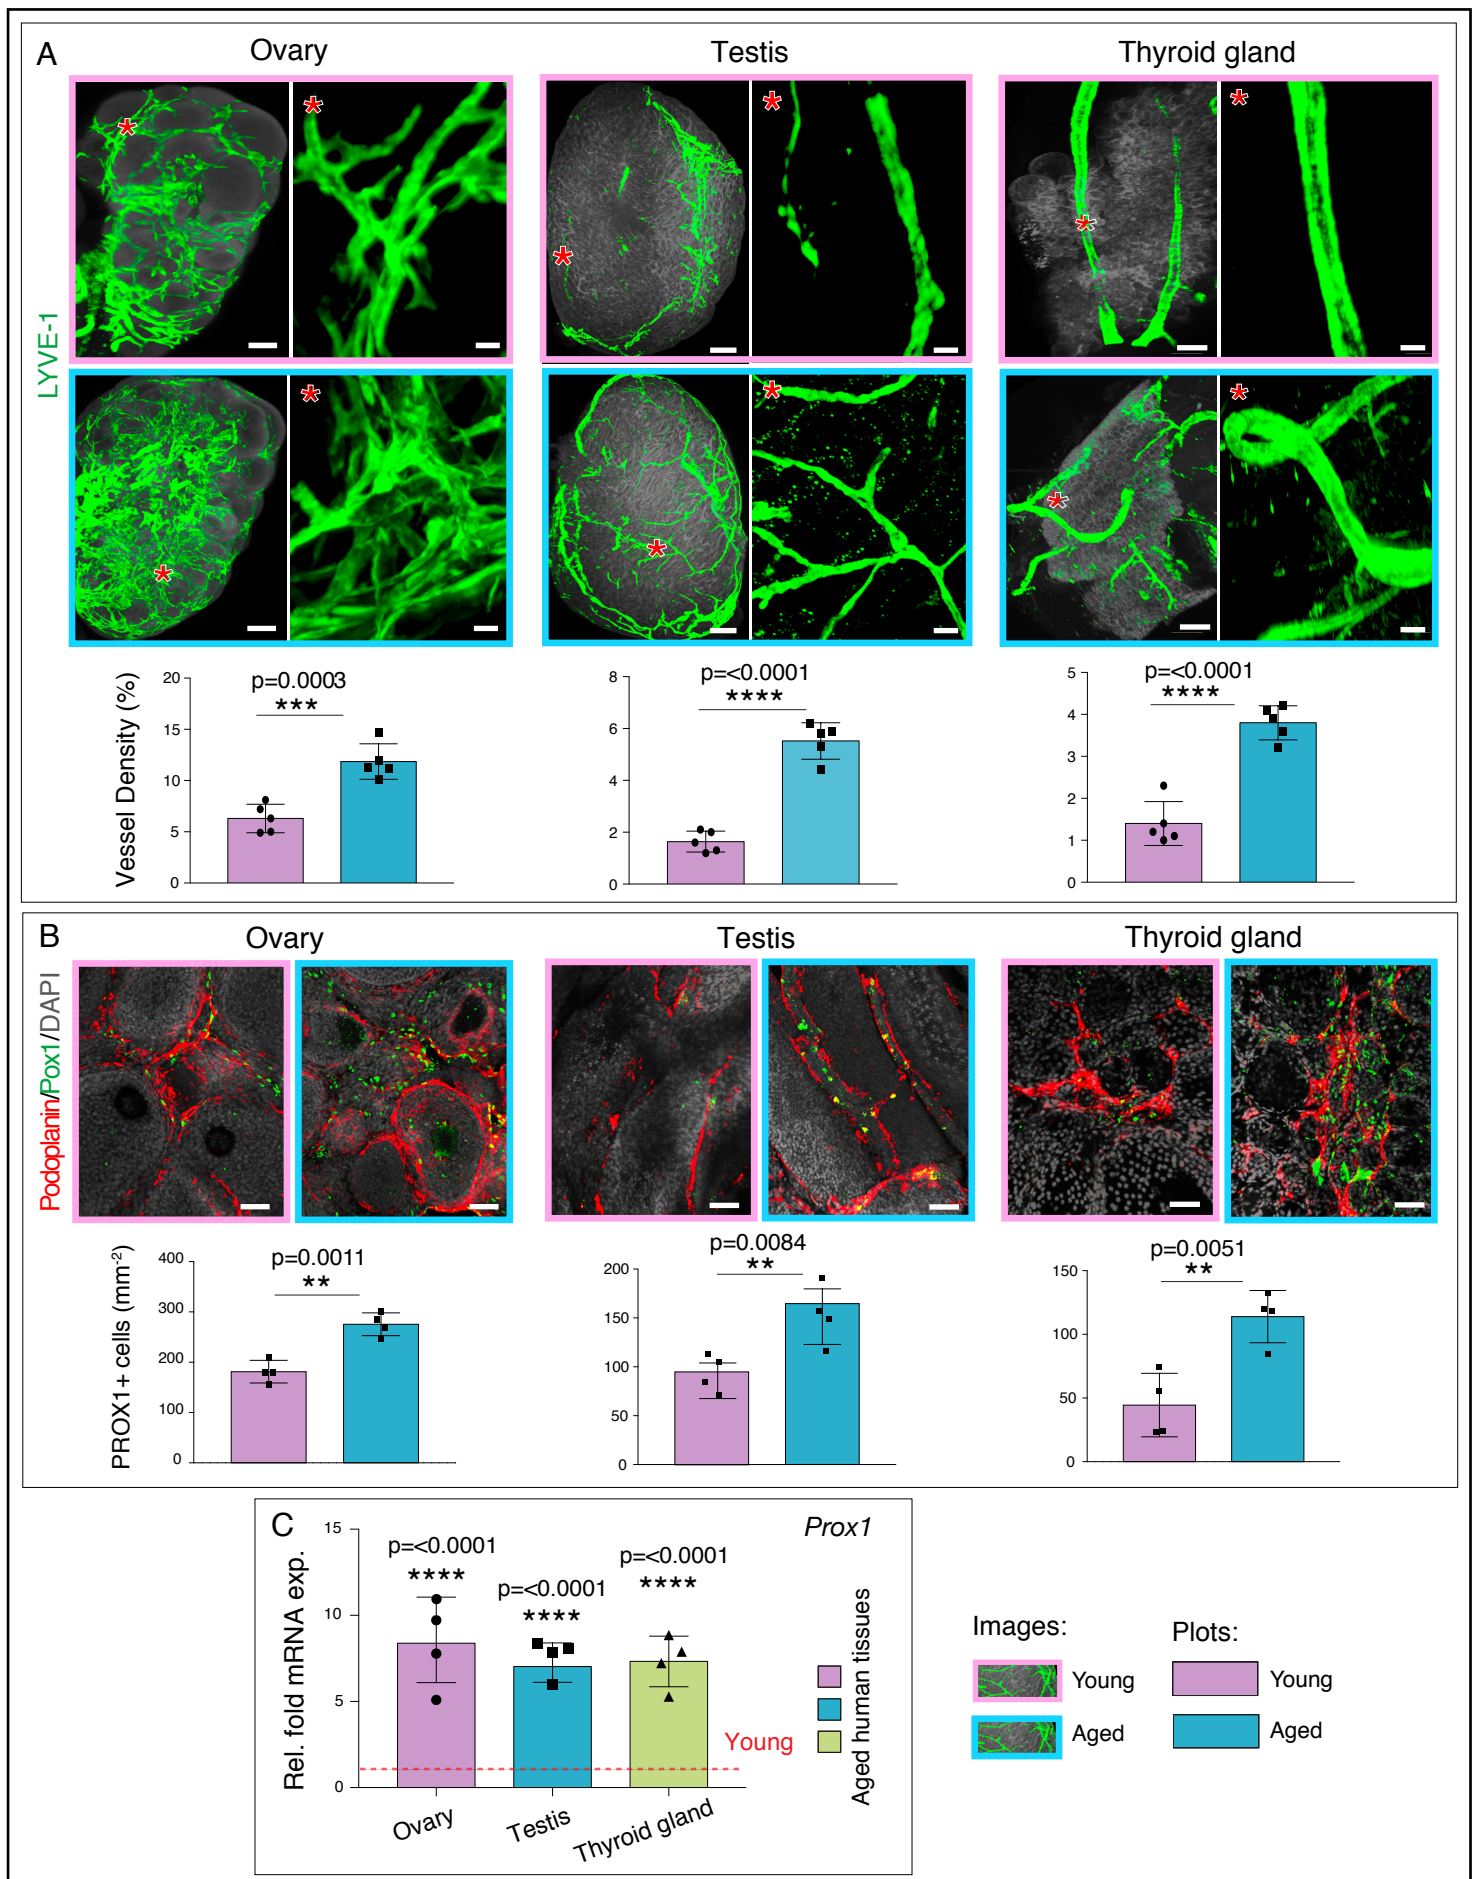 A
Ovary
Testis
Thyroid gland
LYVE-1
Vessel Density (%)
20
15
10
5
0
p=0.0003
***
8
6
4
2
0
p=<0.0001
****
5
4
3
2
1
0
p=<0.0001
****
B
Ovary
Testis
Thyroid gland
Podoplanin/Pox1/DAPI
PROX1+ cells (mm-2)
400
300
200
100
0
p=0.0011
**
200
150
100
50
0
p=0.0084
**
150
100
50
0
p=0.0051
**
C
Prox1
Rel. fold mRNA exp.
15
10
5
0
p=<0.0001
****
p=<0.0001
****
p=<0.0001
****
Young
Ovary
Testis
Thyroid gland
Aged human tissues
Images:
Young
Aged
Plots:
Young
Aged